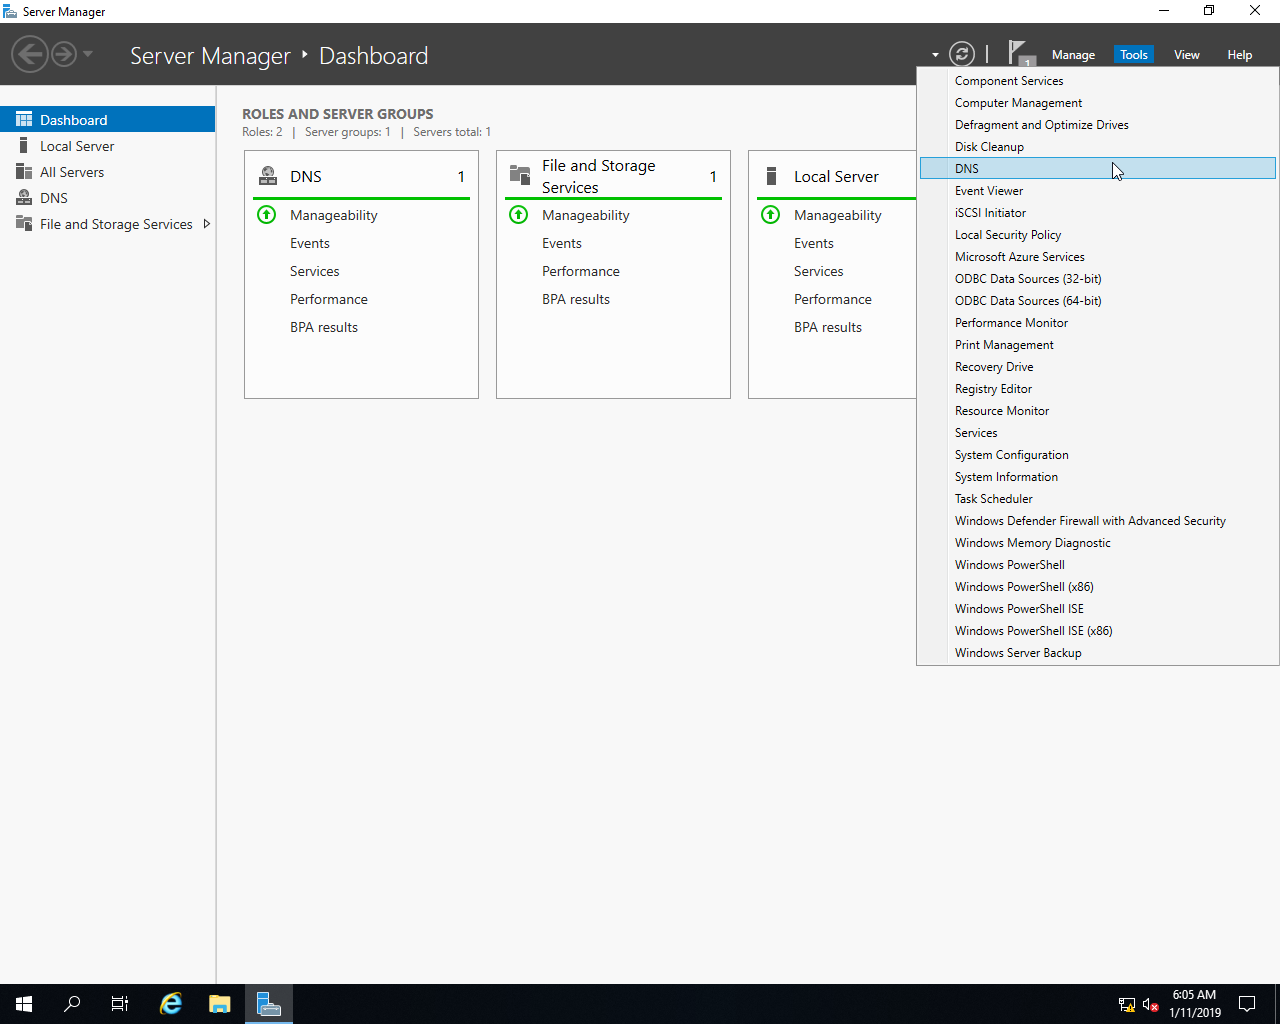 Server Manager
Server Manager ‣ Dashboard
1
Manage
Tools
View
Help
Dashboard
Local Server
All Servers
DNS
File and Storage Services
ROLES AND SERVER GROUPS
Roles: 2 | Server groups: 1 | Servers total: 1
DNS 1
Manageability
Events
Services
Performance
BPA results
File and Storage
Services
1
Manageability
Events
Performance
BPA results
Local Server
Manageability
Events
Services
Performance
BPA results
Component Services
Computer Management
Defragment and Optimize Drives
Disk Cleanup
DNS
Event Viewer
iSCSI Initiator
Local Security Policy
Microsoft Azure Services
ODBC Data Sources (32-bit)
ODBC Data Sources (64-bit)
Performance Monitor
Print Management
Recovery Drive
Registry Editor
Resource Monitor
Services
System Configuration
System Information
Task Scheduler
Windows Defender Firewall with Advanced Security
Windows Memory Diagnostic
Windows PowerShell
Windows PowerShell (x86)
Windows PowerShell ISE
Windows PowerShell ISE (x86)
Windows Server Backup
6:05 AM
1/11/2019